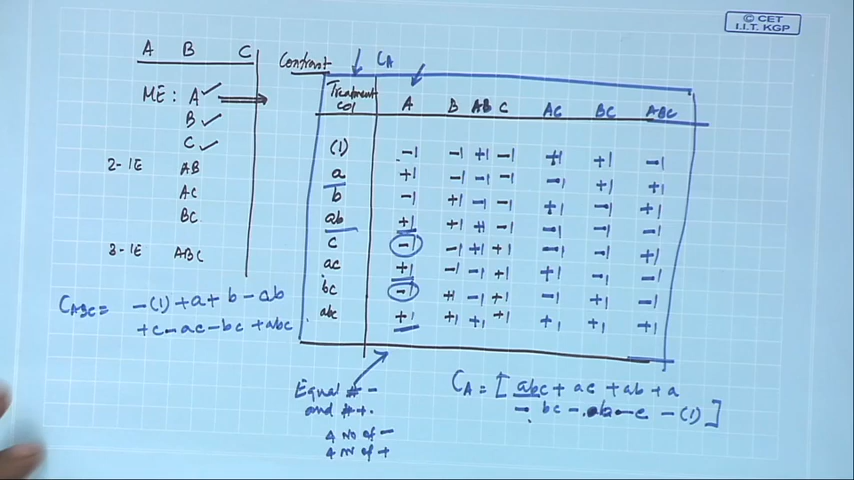 © CET
I.I.T. KGP
A B C
ME : A ✓
B ✓
C ✓
2-IE AB
AC
BC
3-IE ABC
Contrast
C_A
Treatment A B AB C AC BC ABC
(1) -1 -1 +1 -1 +1 +1 -1
a +1 -1 -1 -1 -1 +1 +1
b -1 +1 -1 -1 +1 -1 +1
ab +1 +1 +1 -1 -1 -1 -1
c -1 -1 +1 +1 -1 -1 +1
ac +1 -1 -1 +1 +1 -1 -1
bc -1 +1 -1 +1 -1 +1 -1
abc +1 +1 +1 +1 +1 +1 +1
C_ABC = -(1) + a + b - ab
+ c - ac - bc + abc
Equal # -
and # +.
4 No of -
4 no of +
C_A = [ abc + ac + ab + a
- bc - b - c - (1) ]